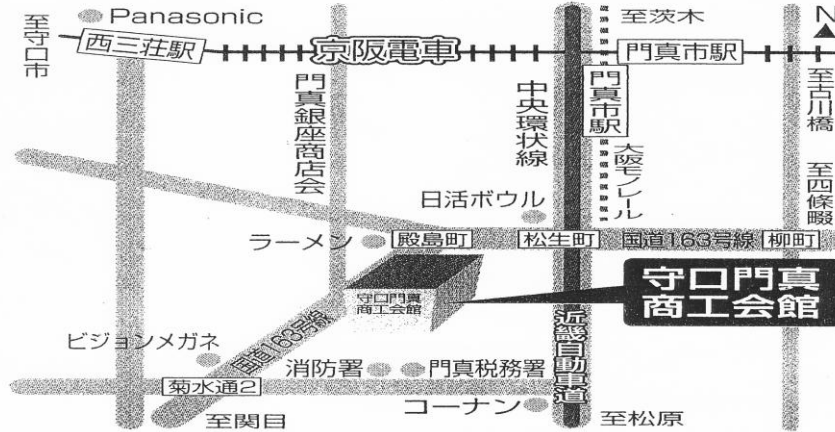 Panasonic
至守口市
西三荘駅
京阪電車
至茨木
門真市駅
N
門真銀座商店会
中央環状線
門真市駅
大阪モノレール
至古川橋
至四條畷
日活ボウル
ラーメン
殿島町
松生町
国道163号線
柳町
守口門真
商工会館
守口門真
商工会館
近畿自動車道
国道163号線
ビジョンメガネ
消防署
門真税務署
菊水通2
コーナン
至関目
至松原